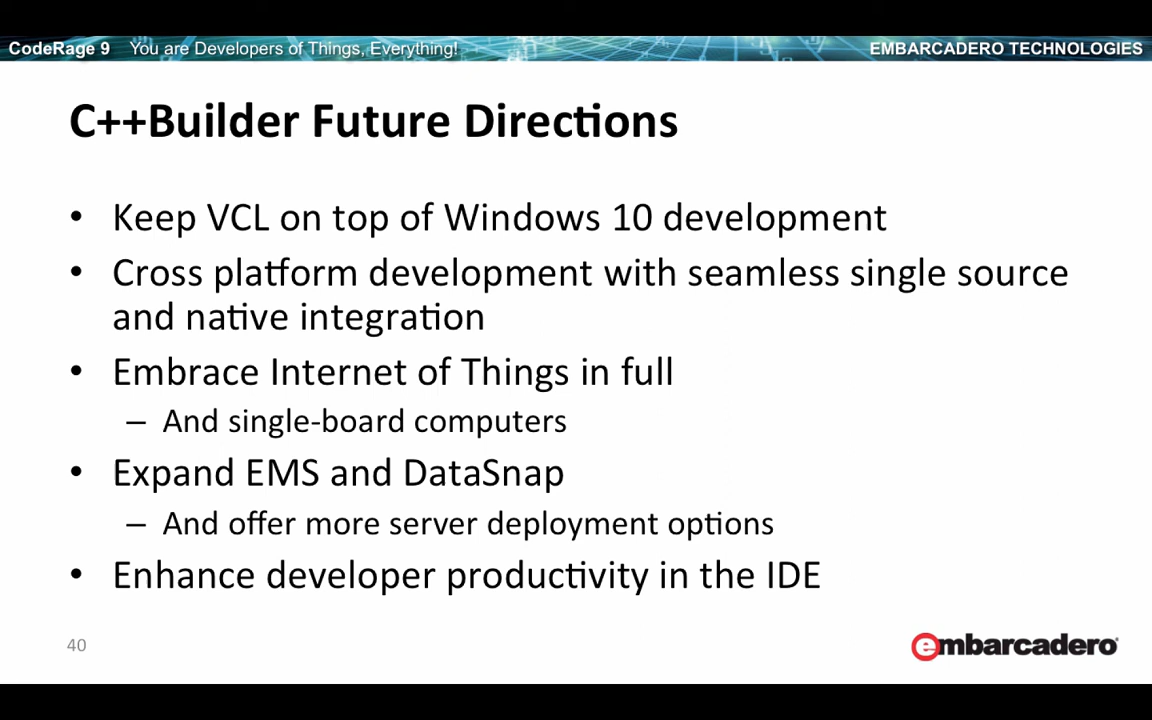 CodeRage 9 You are Developers of Things, Everything! EMBARCADERO TECHNOLOGIES
C++Builder Future Directions
• Keep VCL on top of Windows 10 development
• Cross platform development with seamless single source
and native integration
• Embrace Internet of Things in full
– And single-board computers
• Expand EMS and DataSnap
– And offer more server deployment options
• Enhance developer productivity in the IDE
40
embarcadero